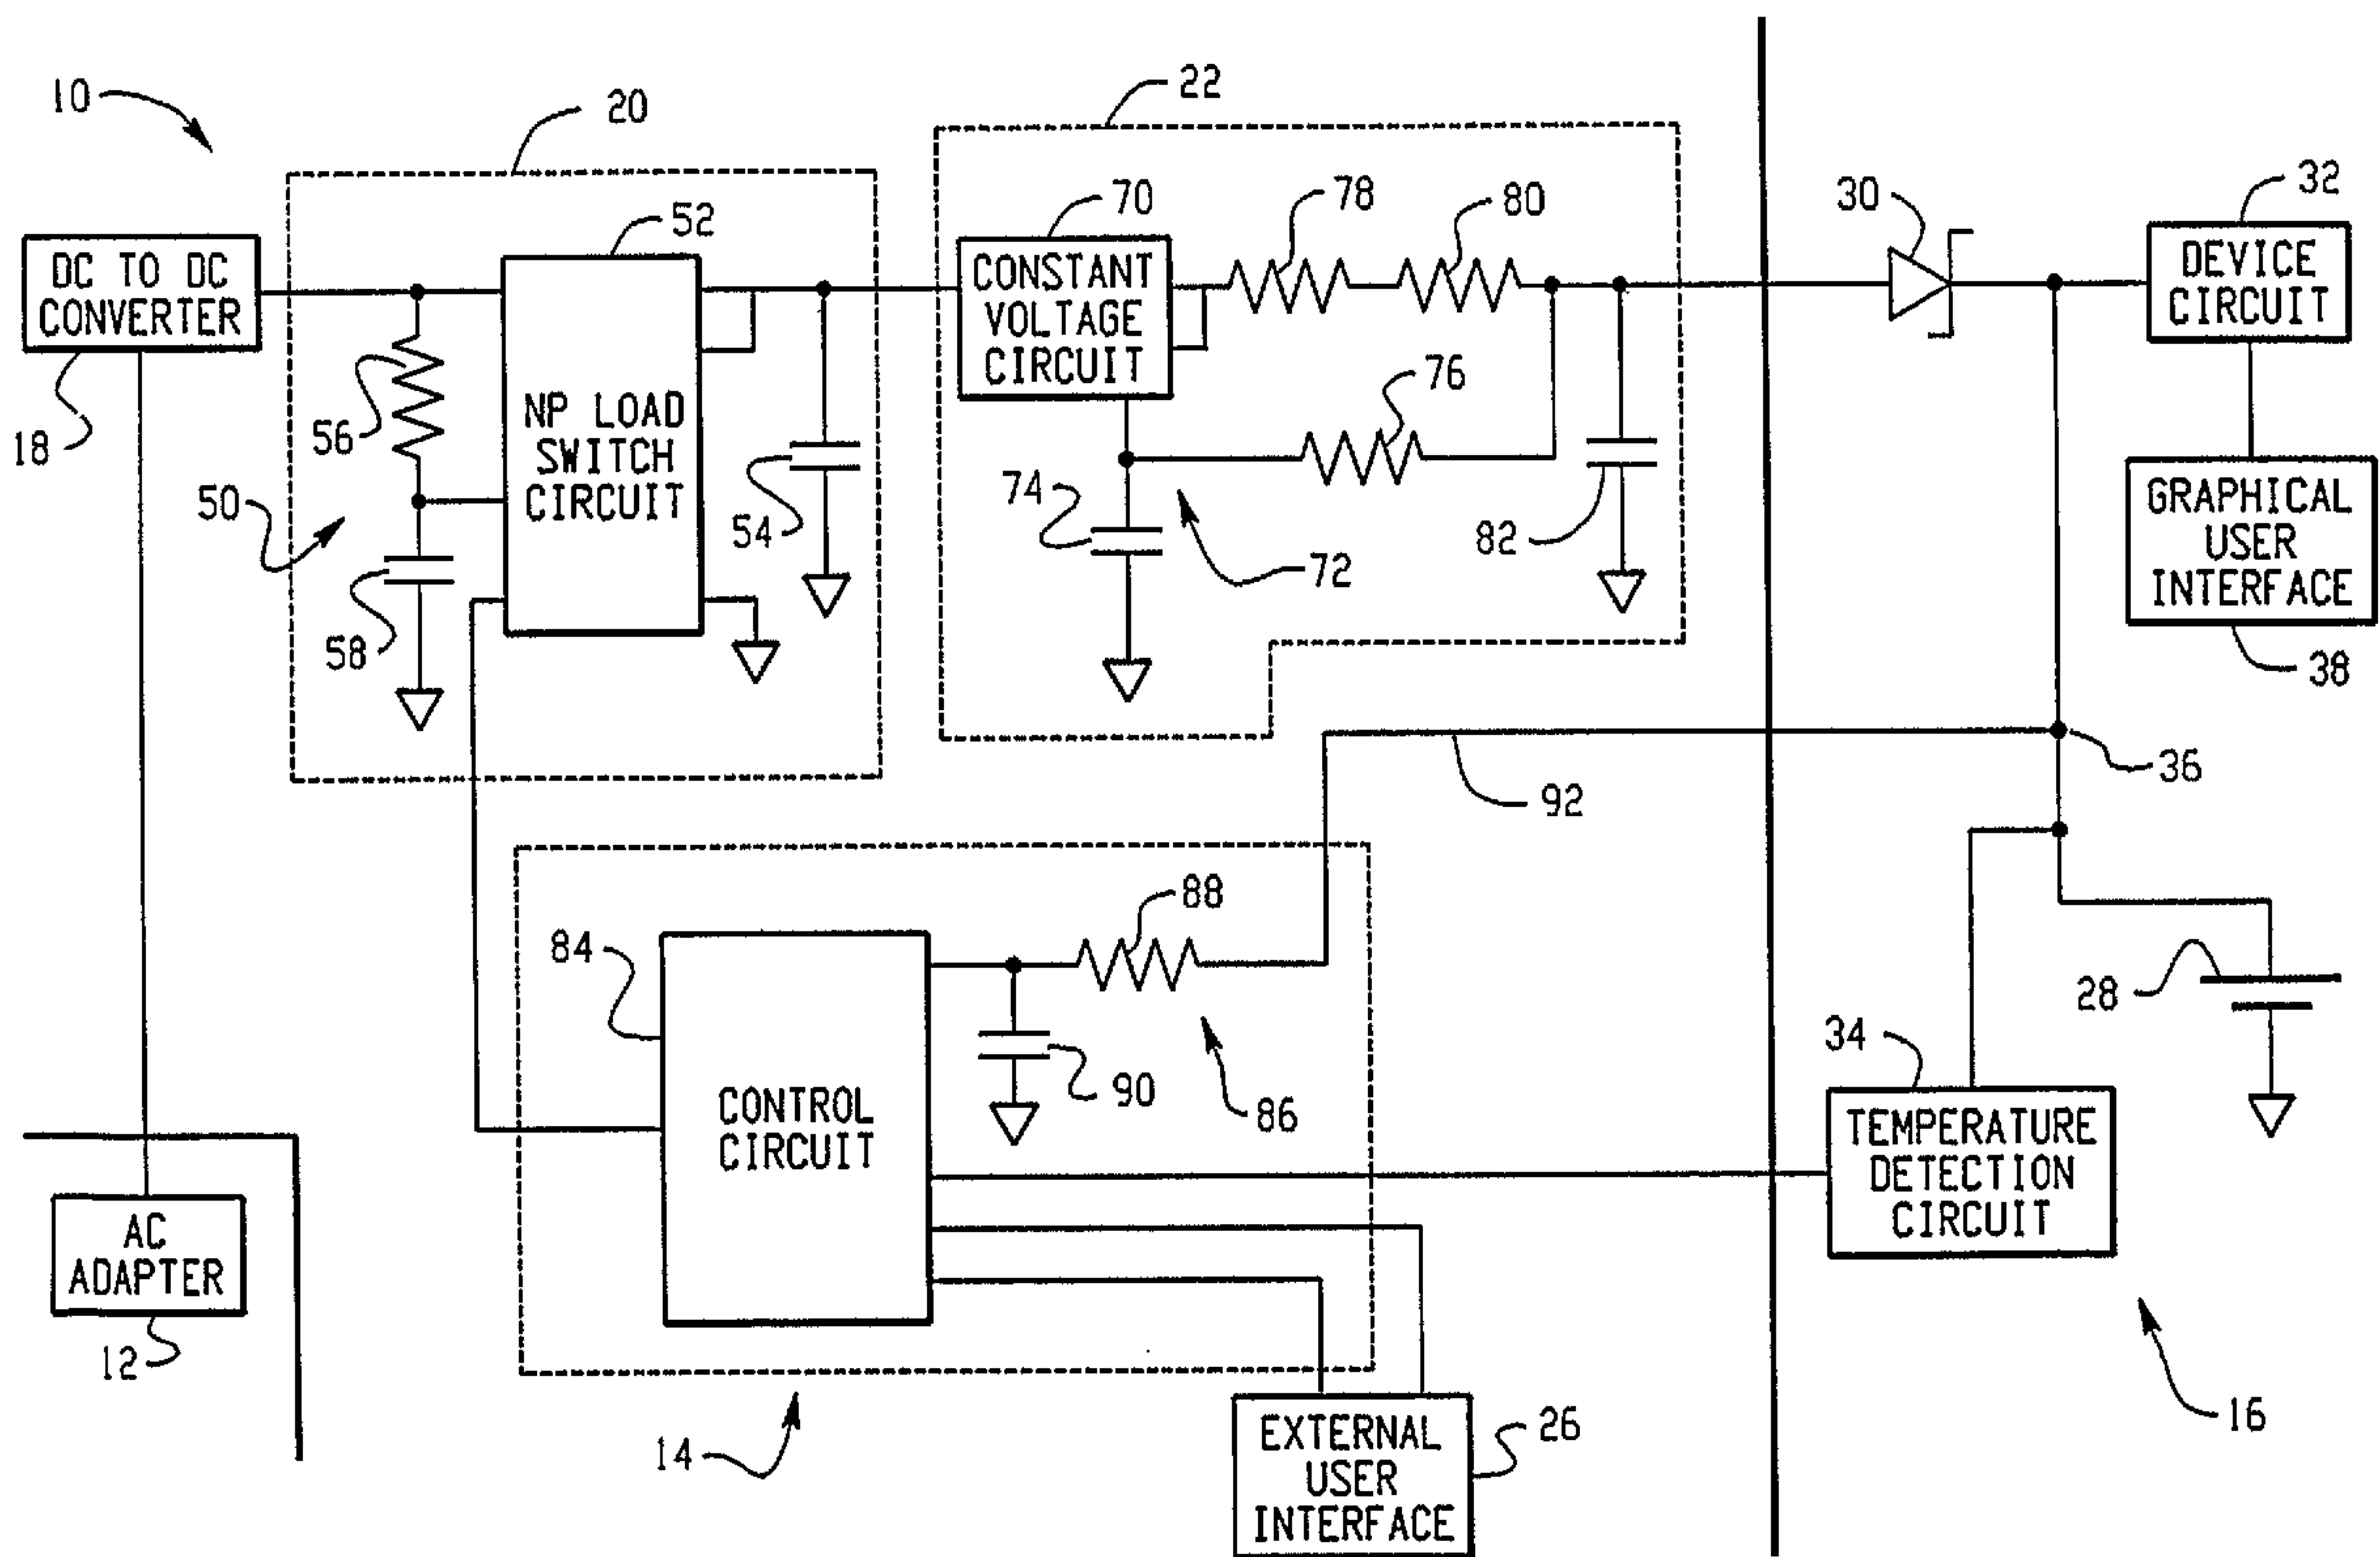 10
20
22
52
70
78
80
30
32
DC TO DC
CONVERTER
18
56
50
58
NP LOAD
SWITCH
CIRCUIT
54
CONSTANT
VOLTAGE
CIRCUIT
76
74
72
82
DEVICE
CIRCUIT
GRAPHICAL
USER
INTERFACE
38
36
92
88
84
90
86
CONTROL
CIRCUIT
28
34
TEMPERATURE
DETECTION
CIRCUIT
AC
ADAPTER
12
14
EXTERNAL
USER
INTERFACE
26
16